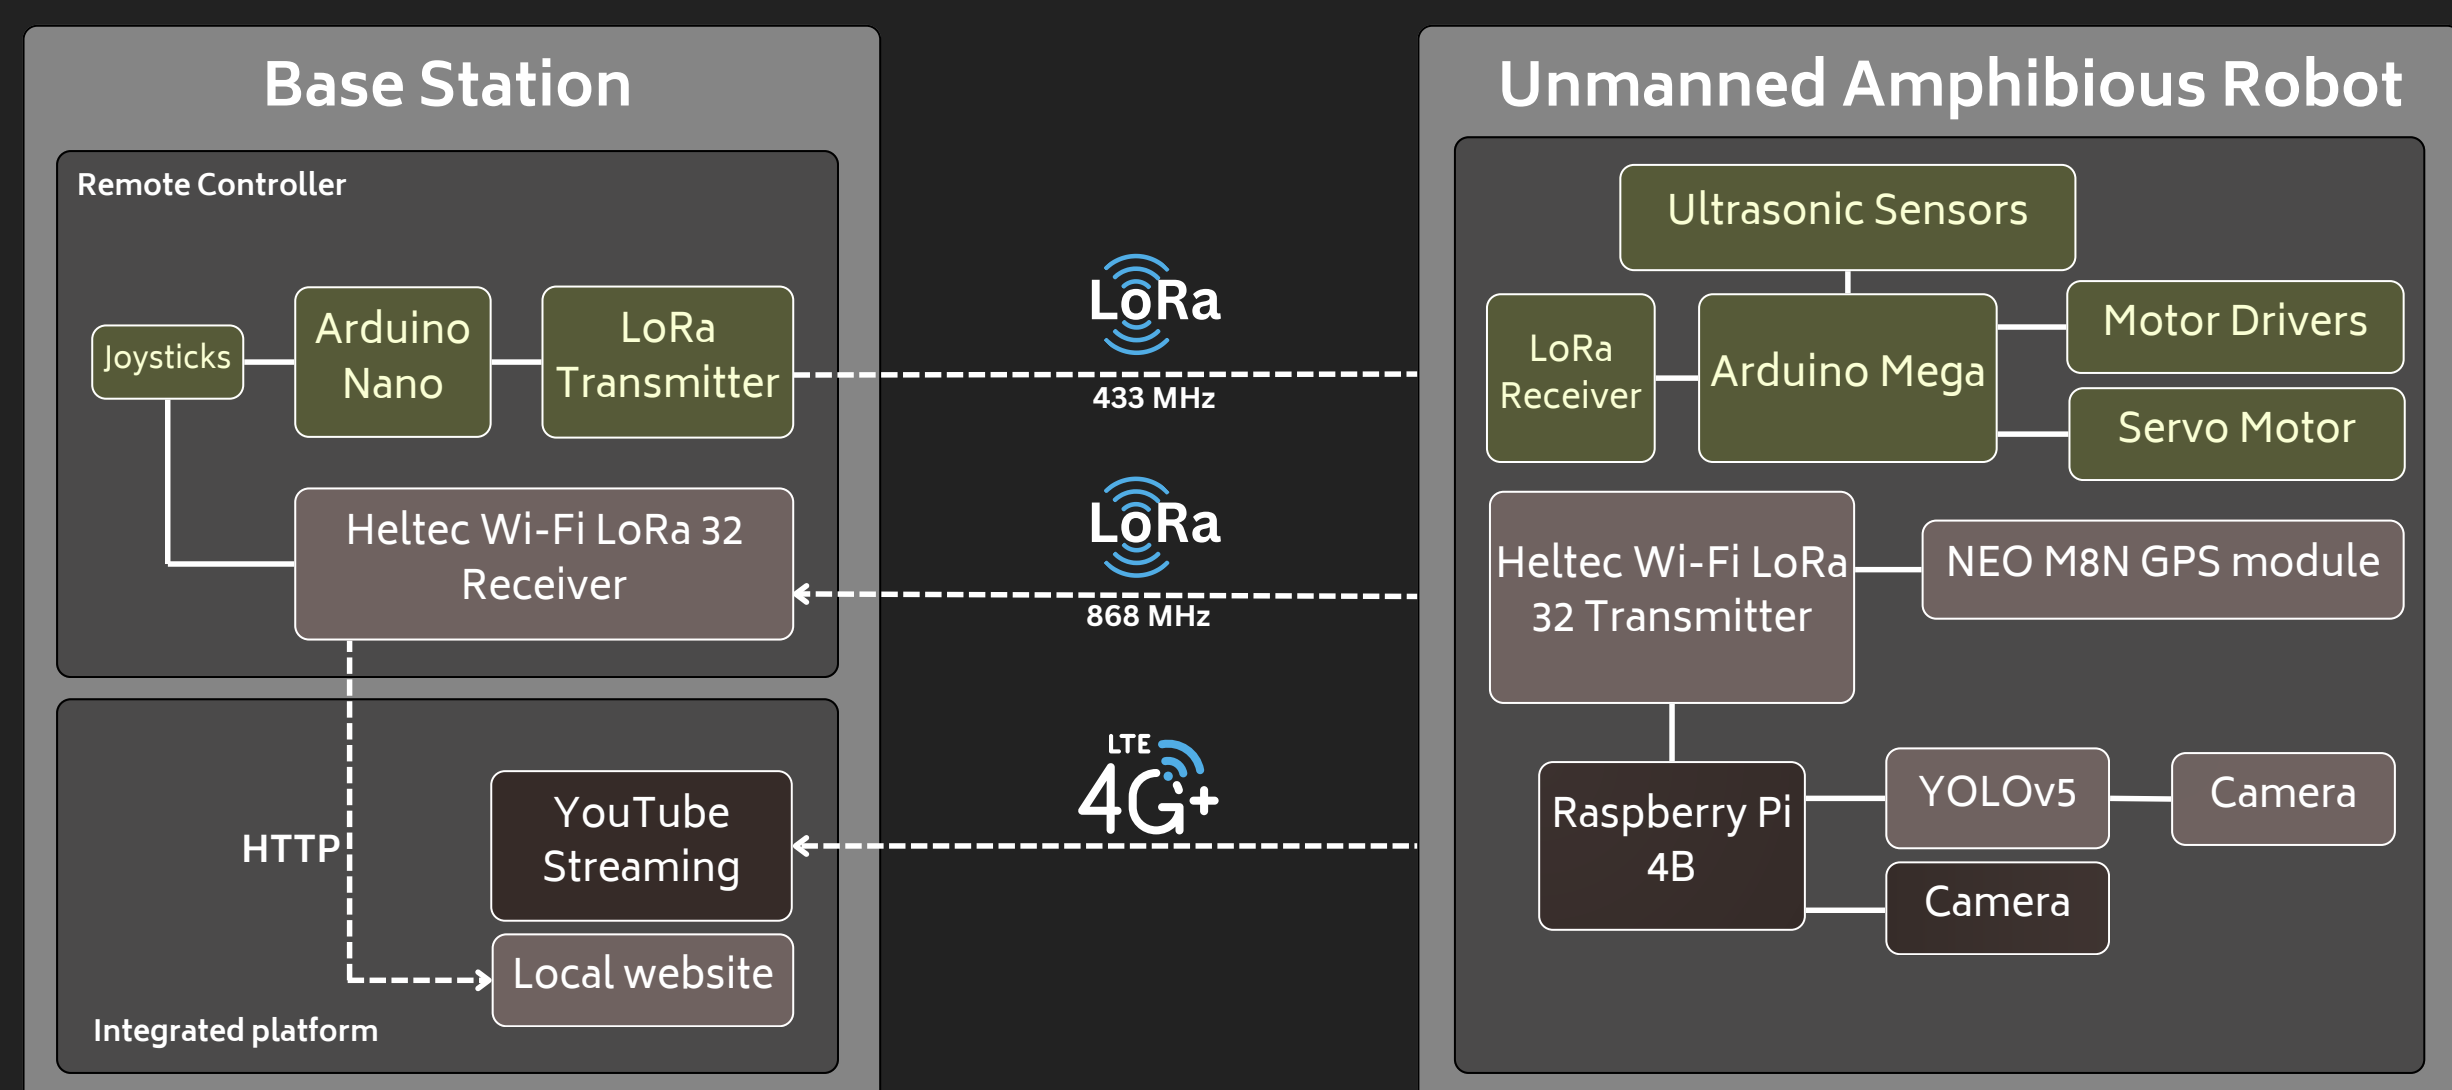 Base Station
Remote Controller
Joysticks
Arduino
Nano
LoRa
Transmitter
Heltec Wi-Fi LoRa 32
Receiver
HTTP
YouTube
Streaming
Local website
Integrated platform
LoRa
433 MHz
LoRa
868 MHz
LTE
4G+
Unmanned Amphibious Robot
Ultrasonic Sensors
LoRa
Receiver
Arduino Mega
Motor Drivers
Servo Motor
Heltec Wi-Fi LoRa
32 Transmitter
NEO M8N GPS module
Raspberry Pi
4B
YOLOv5
Camera
Camera